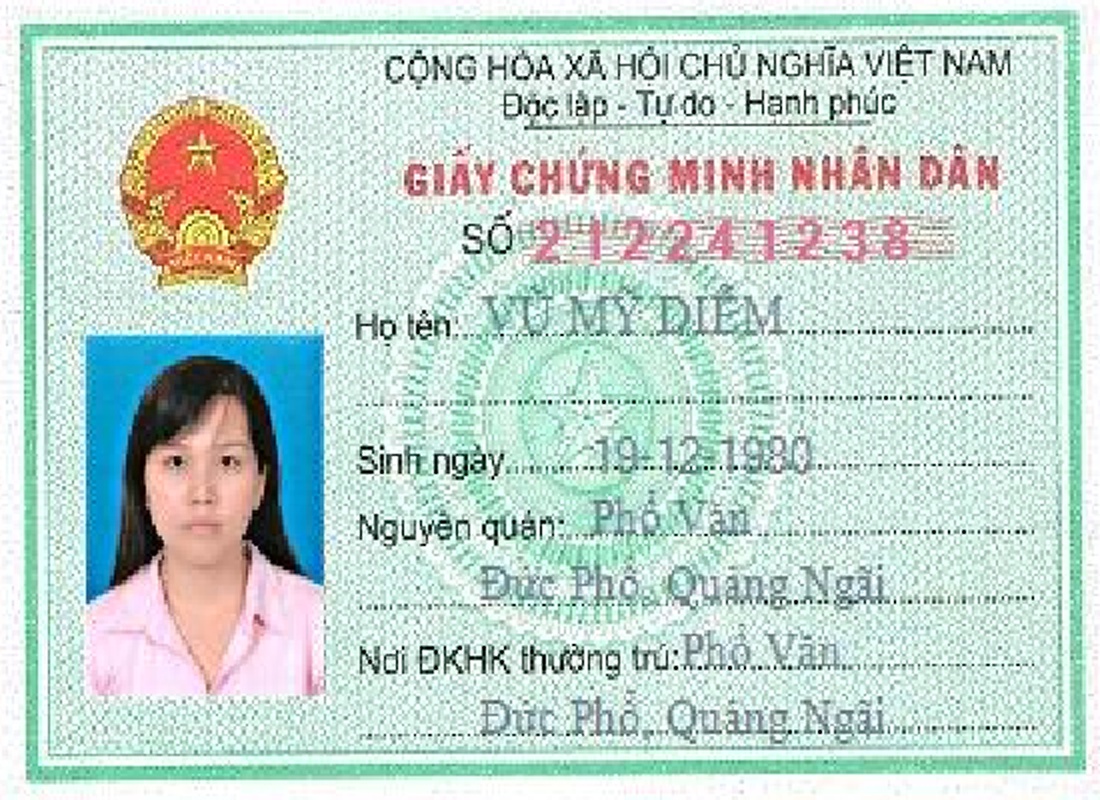 CỘNG HÒA XÃ HỘI CHỦ NGHĨA VIỆT NAM
Độc lập - Tự do - Hạnh phúc
GIẤY CHỨNG MINH NHÂN DÂN
SỐ 212241238
Họ tên: VŨ MỸ DIỄM
Sinh ngày 19-12-1980
Nguyên quán: Phổ Văn
Đức Phổ, Quảng Ngãi
Nơi ĐKHK thường trú: Phổ Văn
Đức Phổ, Quảng Ngãi